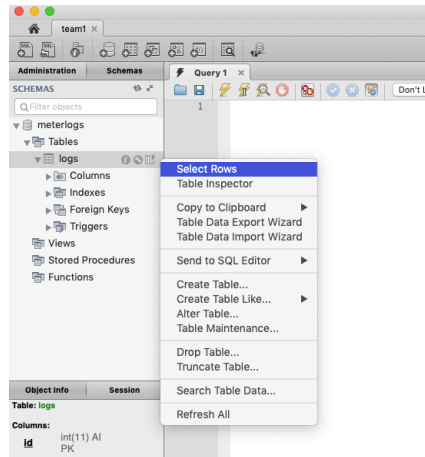 team1 ×
Administration Schemas
Query 1 ×
SCHEMAS
Filter objects
Don't L
1
meterlogs
Tables
logs
Columns
Indexes
Foreign Keys
Triggers
Views
Stored Procedures
Functions
Select Rows
Table Inspector
Copy to Clipboard
Table Data Export Wizard
Table Data Import Wizard
Send to SQL Editor
Create Table...
Create Table Like...
Alter Table...
Table Maintenance...
Drop Table...
Truncate Table...
Search Table Data...
Refresh All
Object Info Session
Table: logs
Columns:
id int(11) AI
PK